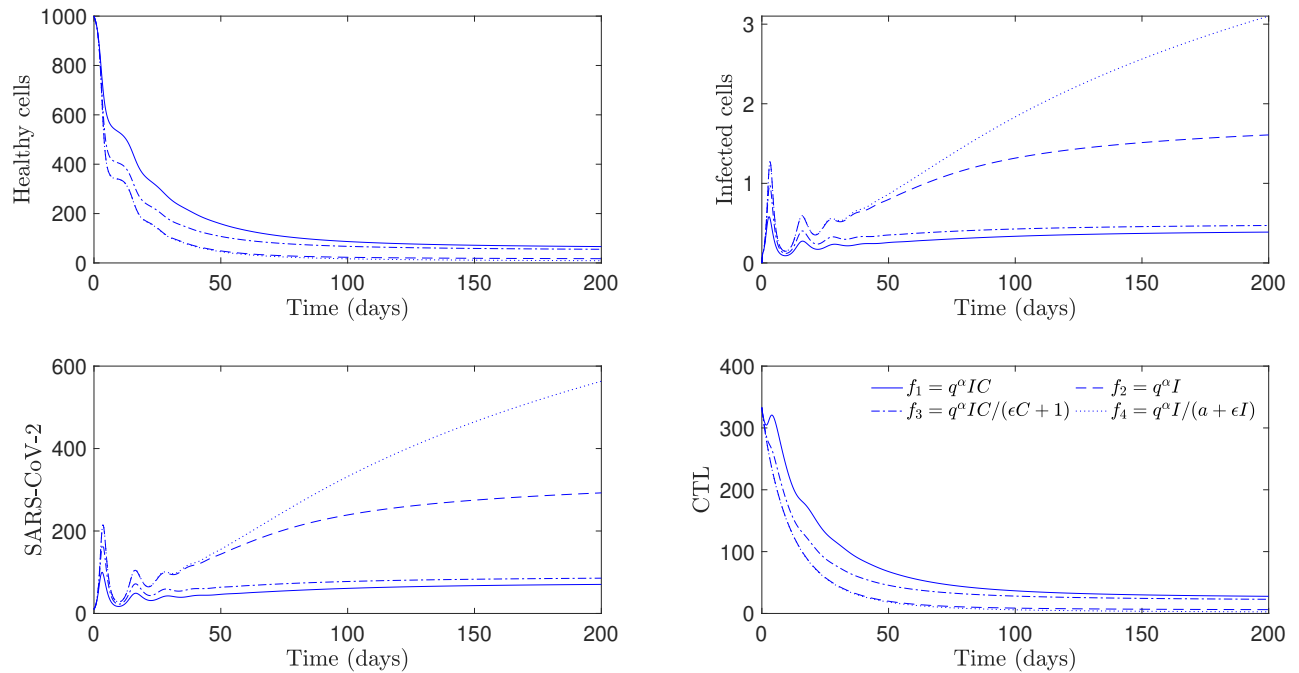 1000
800
600
400
200
0
Healthy cells
0 50 100 150 200
Time (days)
3
2
1
0
Infected cells
0 50 100 150 200
Time (days)
600
400
200
0
SARS-CoV-2
0 50 100 150 200
Time (days)
400
300
200
100
0
CTL
f₁ = q^α IC f₂ = q^α I
f₃ = q^α IC/(ϵC + 1) f₄ = q^α I/(a + ϵI)
0 50 100 150 200
Time (days)